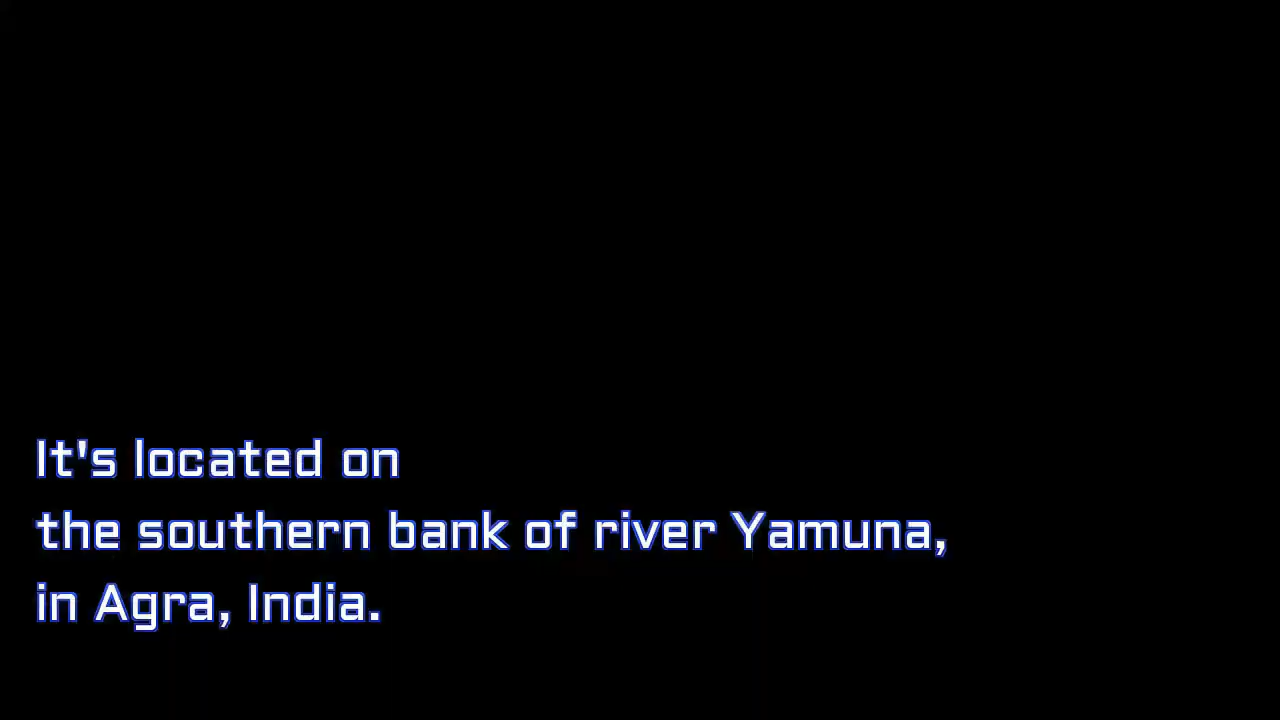 It's located on
the southern bank of river Yamuna,
in Agra, India.